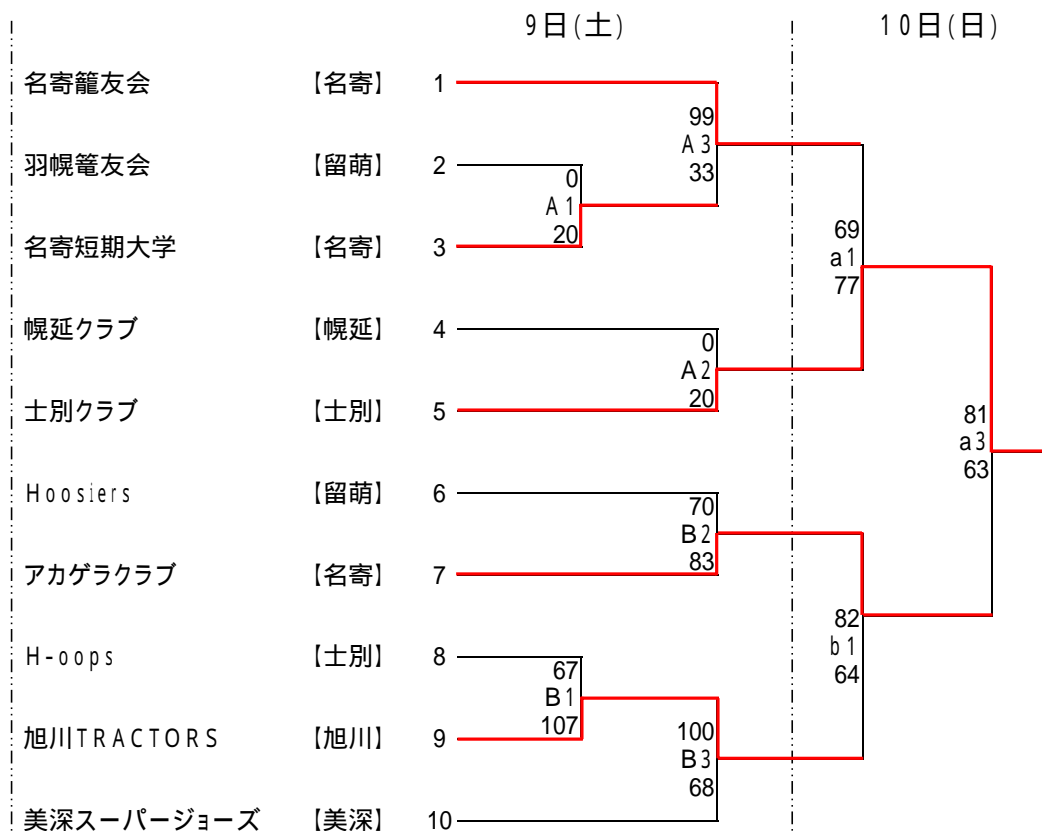 9日(土) 10日(日)
名寄籠友会 【名寄】 1
99
A3
33
羽幌篭友会 【留萌】 2
0
A1
20
名寄短期大学 【名寄】 3
69
a1
77
幌延クラブ 【幌延】 4
0
A2
20
士別クラブ 【士別】 5
81
a3
63
Hoosiers 【留萌】 6
70
B2
83
アカゲラクラブ 【名寄】 7
82
b1
64
H-oops 【士別】 8
67
B1
107
旭川TRACTORS 【旭川】 9
100
B3
68
美深スーパージョーズ 【美深】 10